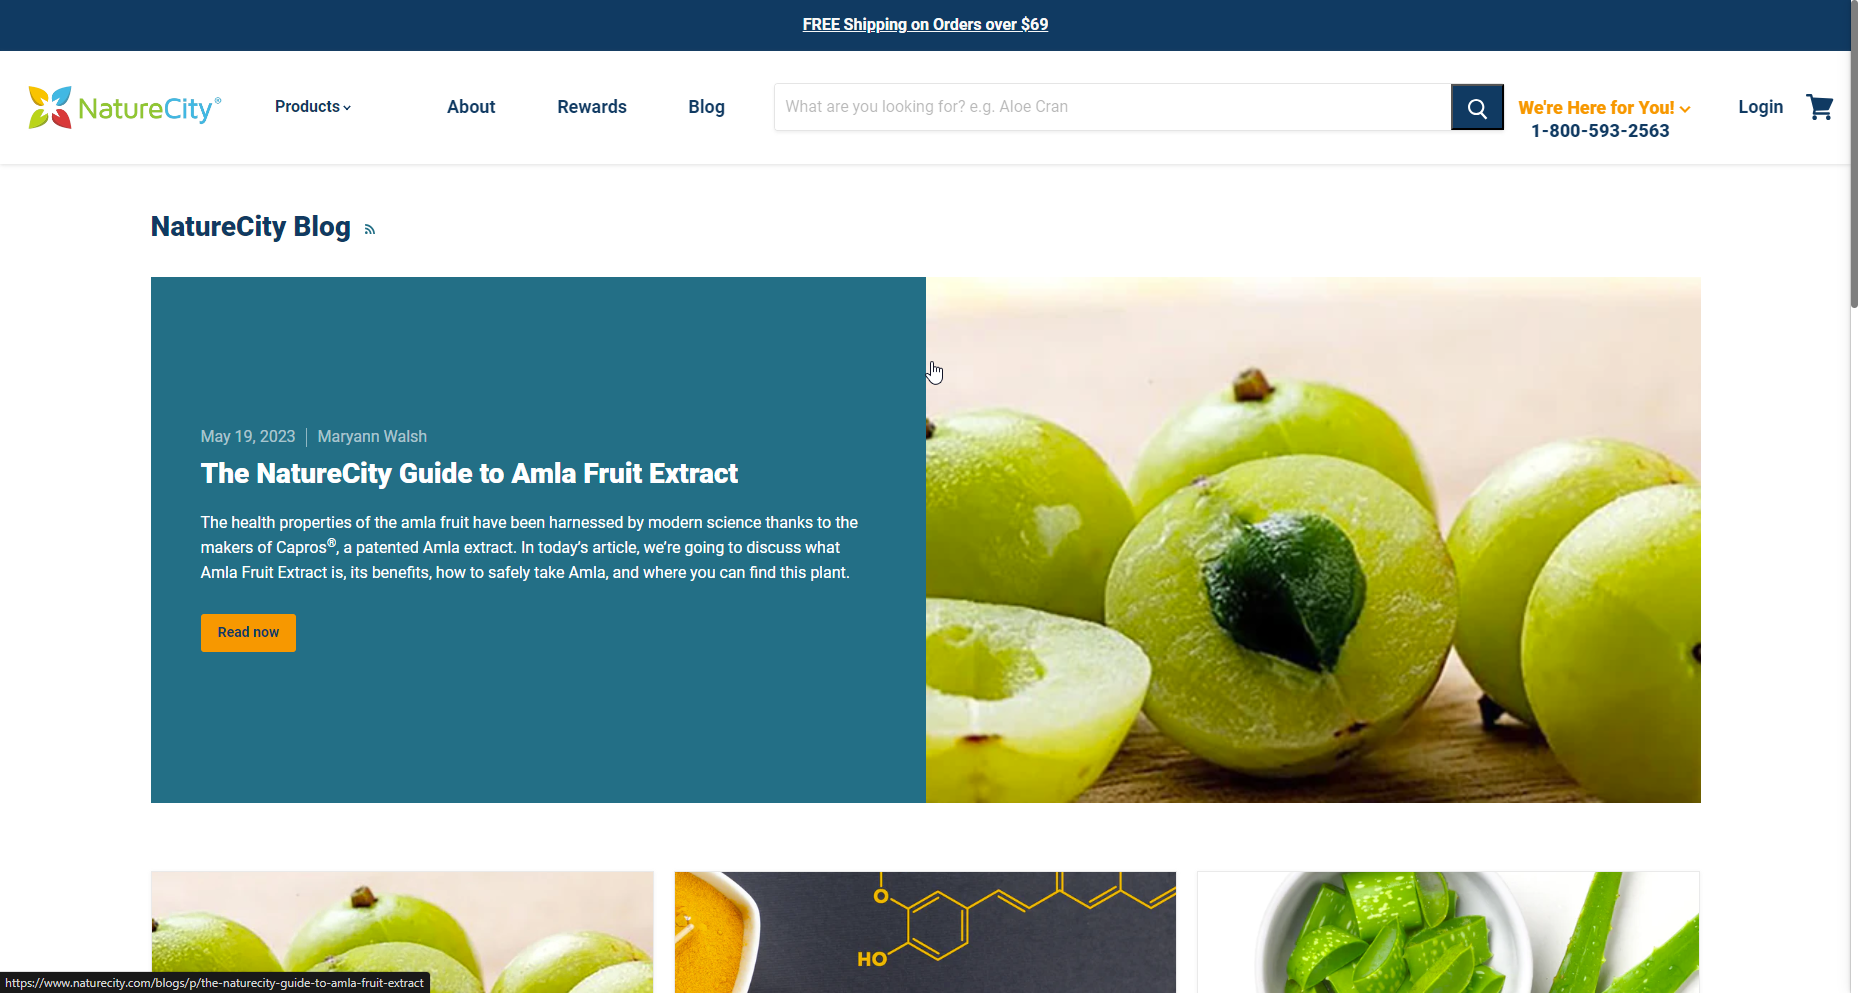 FREE Shipping on Orders over $69
NatureCity®
Products
About
Rewards
Blog
What are you looking for? e.g. Aloe Cran
We're Here for You!
1-800-593-2563
Login
NatureCity Blog
May 19, 2023 | Maryann Walsh
The NatureCity Guide to Amla Fruit Extract
The health properties of the amla fruit have been harnessed by modern science thanks to the
makers of Capros®, a patented Amla extract. In today’s article, we’re going to discuss what
Amla Fruit Extract is, its benefits, how to safely take Amla, and where you can find this plant.
Read now
O
HO
https://www.naturecity.com/blogs/p/the-naturecity-guide-to-amla-fruit-extract